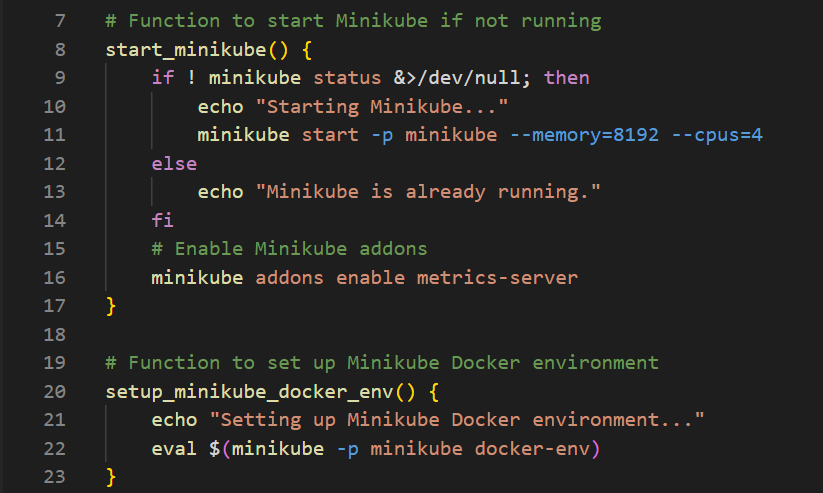 7 # Function to start Minikube if not running
8 start_minikube() {
9     if ! minikube status &>/dev/null; then
10         echo "Starting Minikube..."
11         minikube start -p minikube --memory=8192 --cpus=4
12     else
13         echo "Minikube is already running."
14     fi
15     # Enable Minikube addons
16     minikube addons enable metrics-server
17 }
18
19 # Function to set up Minikube Docker environment
20 setup_minikube_docker_env() {
21     echo "Setting up Minikube Docker environment..."
22     eval $(minikube -p minikube docker-env)
23 }